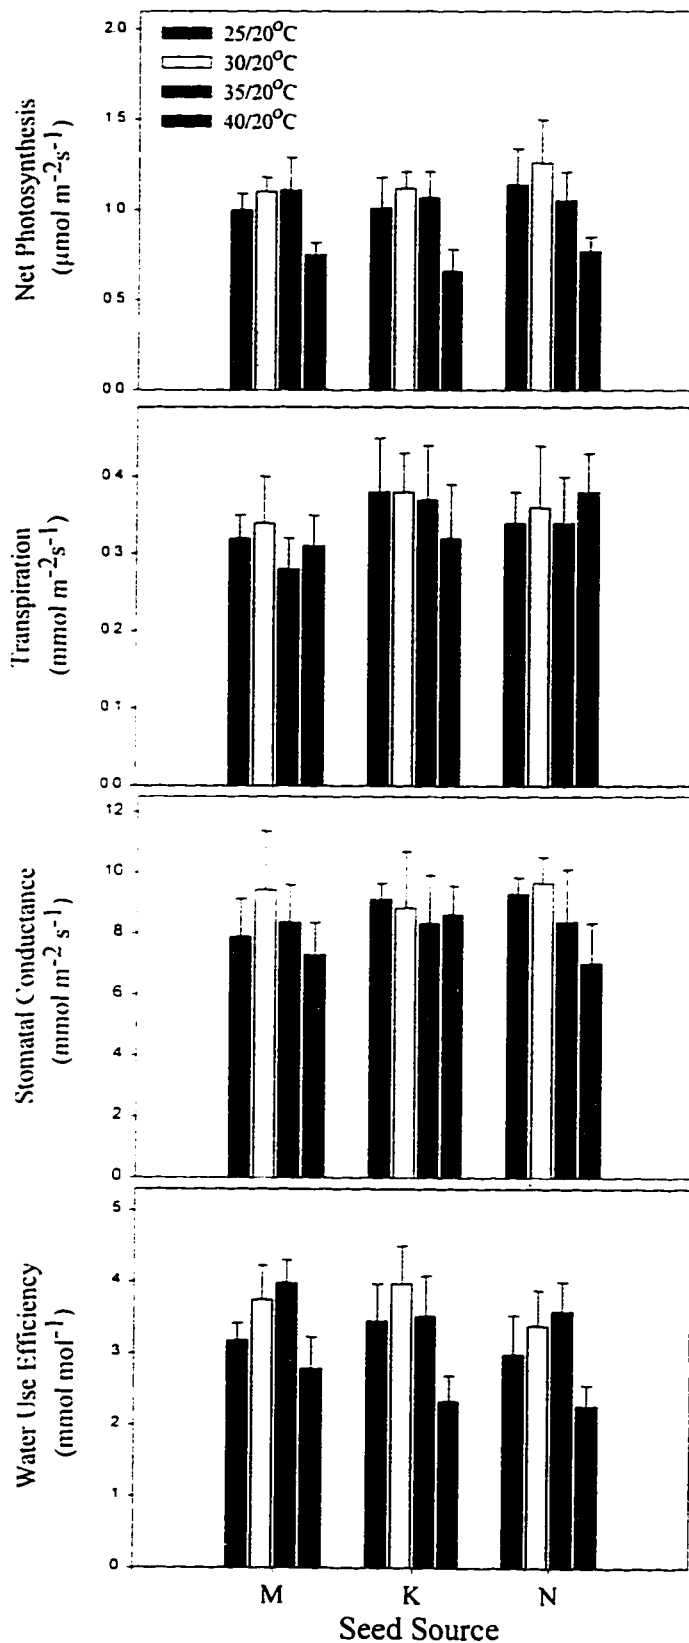 2.0
1.5
1.0
0.5
0.0
25/20°C
30/20°C
35/20°C
40/20°C
Net Photosynthesis
(μmol m⁻²s⁻¹)
0.4
0.3
0.2
0.1
0.0
Transpiration
(mmol m⁻²s⁻¹)
12
10
8
6
4
2
0
Stomatal Conductance
(mmol m⁻² s⁻¹)
5
4
3
2
1
0
Water Use Efficiency
(mmol mol⁻¹)
M K N
Seed Source